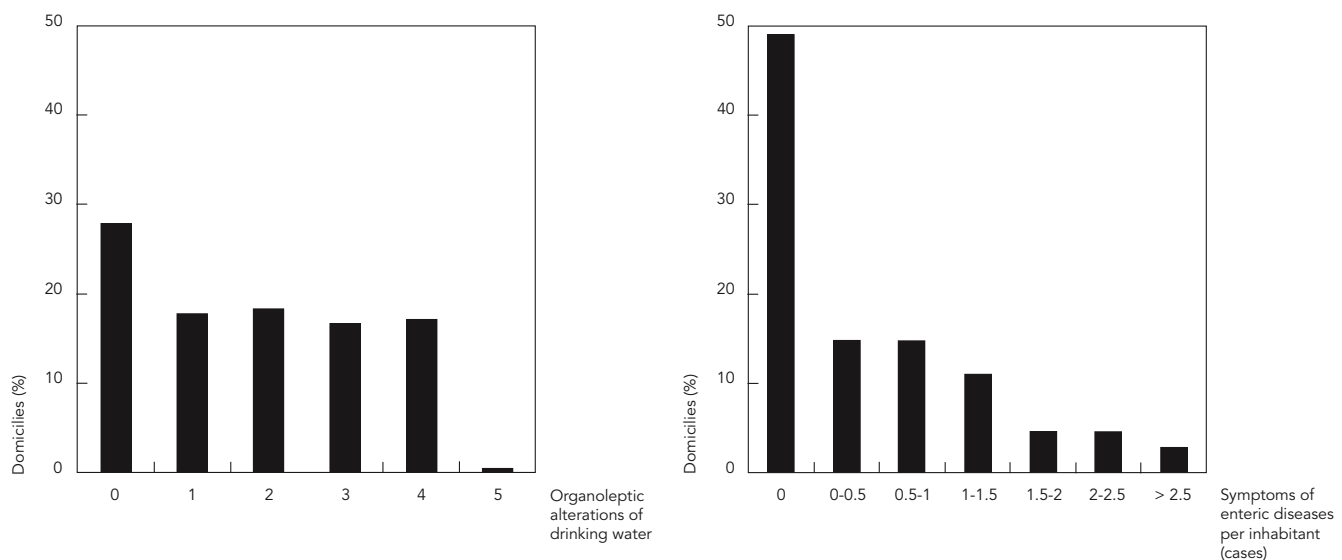 50
40
30
20
10
0
Domicilies (%)
0 1 2 3 4 5
Organoleptic
alterations of
drinking water
50
40
30
20
10
0
Domicilies (%)
0 0-0.5 0.5-1 1-1.5 1.5-2 2-2.5 > 2.5
Symptoms of
enteric diseases
per inhabitant
(cases)